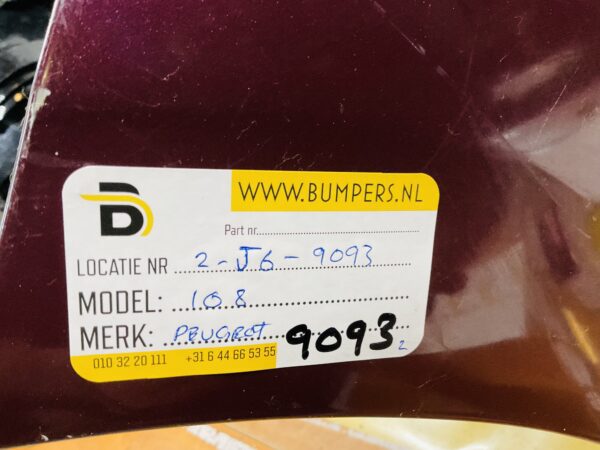 D
WWW.BUMPERS.NL
Part nr.
LOCATIE NR 2-J6-9093
MODEL: 108
MERK: PEUGEOT
9093 2
010 32 20 111 +31 6 44 66 53 55